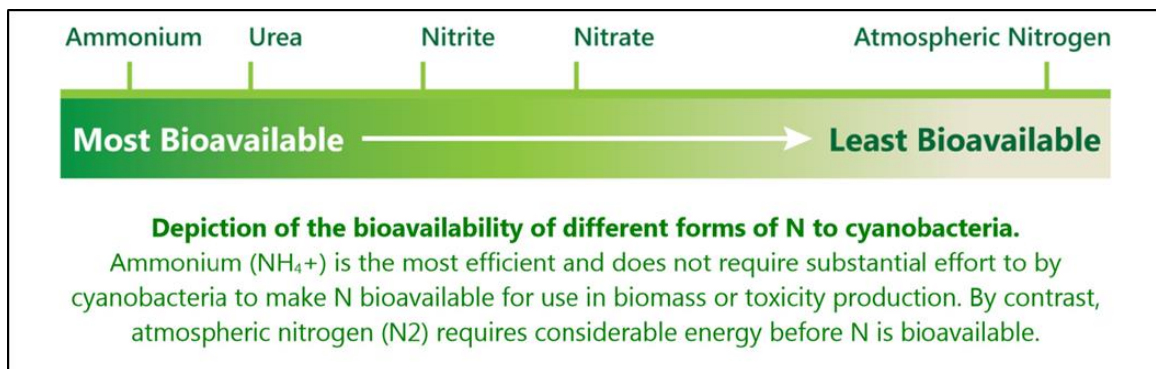 Ammonium Urea Nitrite Nitrate Atmospheric Nitrogen
Most Bioavailable Least Bioavailable
Depiction of the bioavailability of different forms of N to cyanobacteria.
Ammonium (NH₄+) is the most efficient and does not require substantial effort to by
cyanobacteria to make N bioavailable for use in biomass or toxicity production. By contrast,
atmospheric nitrogen (N2) requires considerable energy before N is bioavailable.